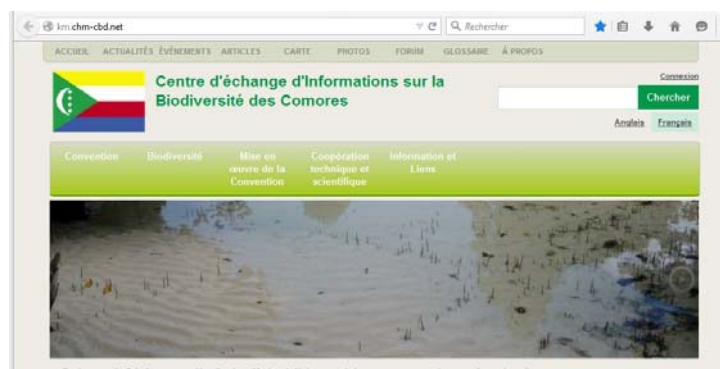 km.chm-cbd.net
Rechercher
ACCUEIL ACTUALITÉS ÉVÉNEMENTS ARTICLES CARTE PHOTOS FORUM GLOSSAIRE À PROPOS
Connexion
Centre d'échange d'Informations sur la
Biodiversité des Comores
Chercher
Anglais Français
Convention Biodiversité Mise en Coopération Information et
œuvre de la technique et Liens
Convention scientifique